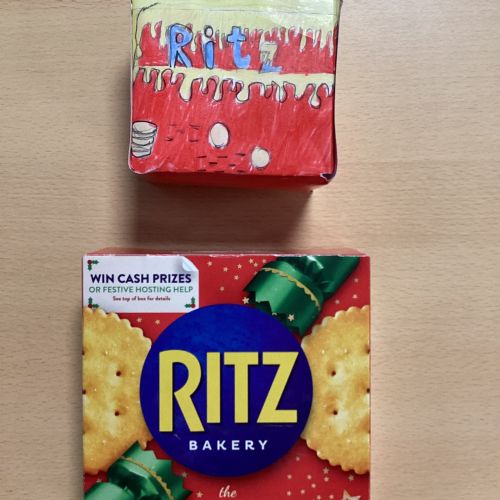 Ritz
WIN CASH PRIZES
OR FESTIVE HOSTING HELP
See top of box for details
RITZ
BAKERY
the